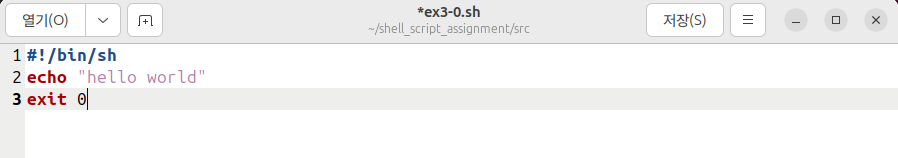 열기(O)
*ex3-0.sh
~/shell_script_assignment/src
저장(S)
1 #!/bin/sh
2 echo "hello world"
3 exit 0